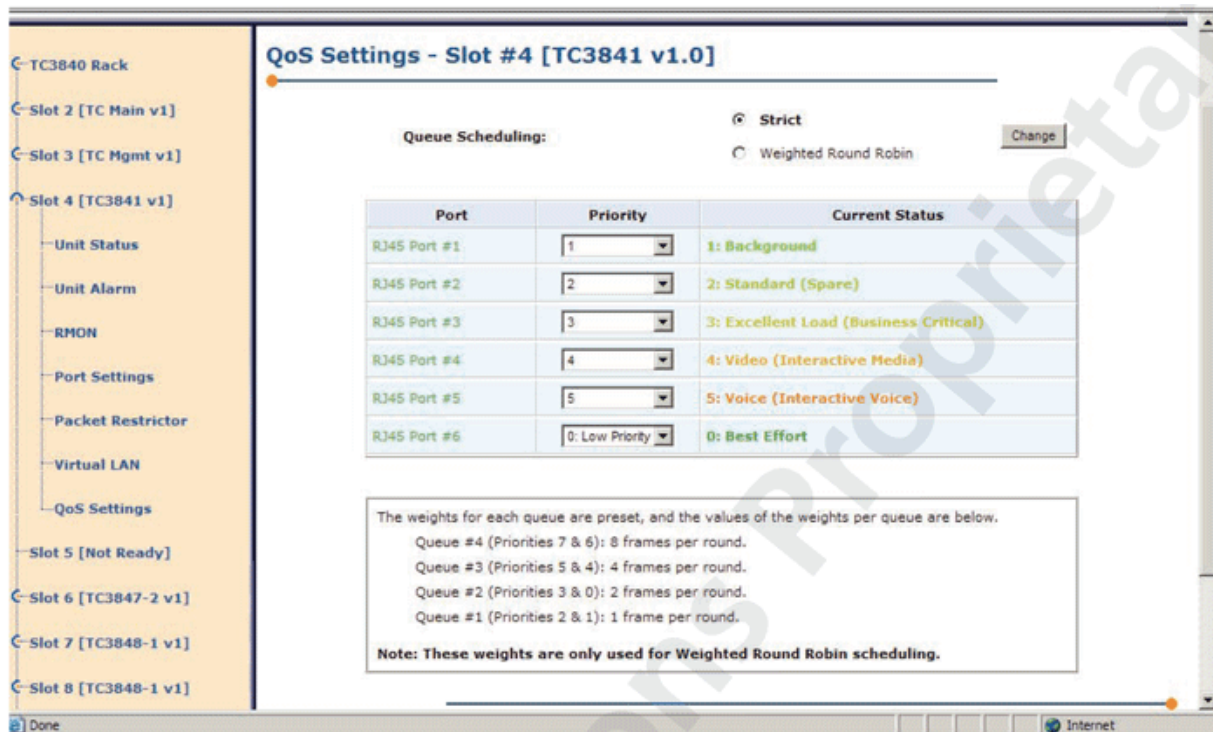 TC3840 Rack
Slot 2 [TC Main v1]
Slot 3 [TC Mgmt v1]
Slot 4 [TC3841 v1]
Unit Status
Unit Alarm
RMON
Port Settings
Packet Restrictor
Virtual LAN
QoS Settings
Slot 5 [Not Ready]
Slot 6 [TC3847-2 v1]
Slot 7 [TC3848-1 v1]
Slot 8 [TC3848-1 v1]
QoS Settings - Slot #4 [TC3841 v1.0]
Queue Scheduling:
Strict
Weighted Round Robin
Change
Port Priority Current Status
RJ45 Port #1 1 1: Background
RJ45 Port #2 2 2: Standard (Spare)
RJ45 Port #3 3 3: Excellent Load (Business Critical)
RJ45 Port #4 4 4: Video (Interactive Media)
RJ45 Port #5 5 5: Voice (Interactive Voice)
RJ45 Port #6 0: Low Priority 0: Best Effort
The weights for each queue are preset, and the values of the weights per queue are below.
Queue #4 (Priorities 7 & 6): 8 frames per round.
Queue #3 (Priorities 5 & 4): 4 frames per round.
Queue #2 (Priorities 3 & 0): 2 frames per round.
Queue #1 (Priorities 2 & 1): 1 frame per round.
Note: These weights are only used for Weighted Round Robin scheduling.
Done
Internet
ns Proprieta